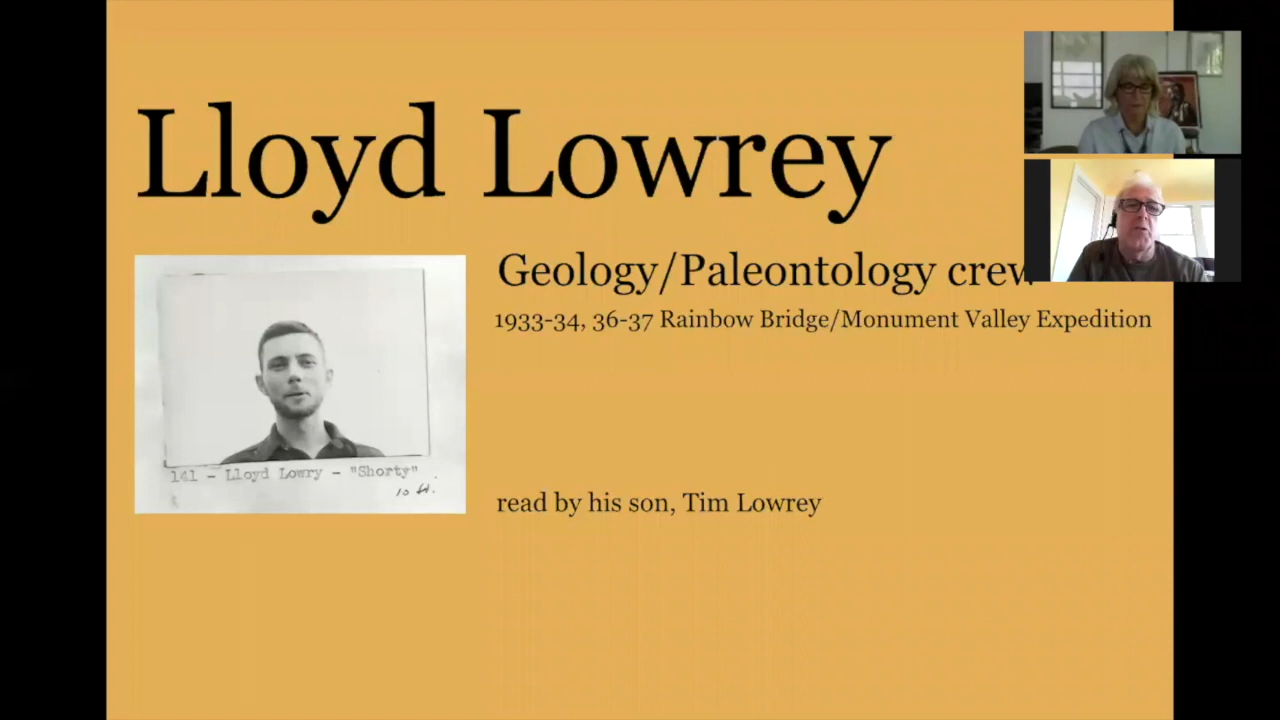 Lloyd Lowrey
Geology/Paleontology crew
1933-34, 36-37 Rainbow Bridge/Monument Valley Expedition
141 - Lloyd Lowry - "Shorty"
read by his son, Tim Lowrey